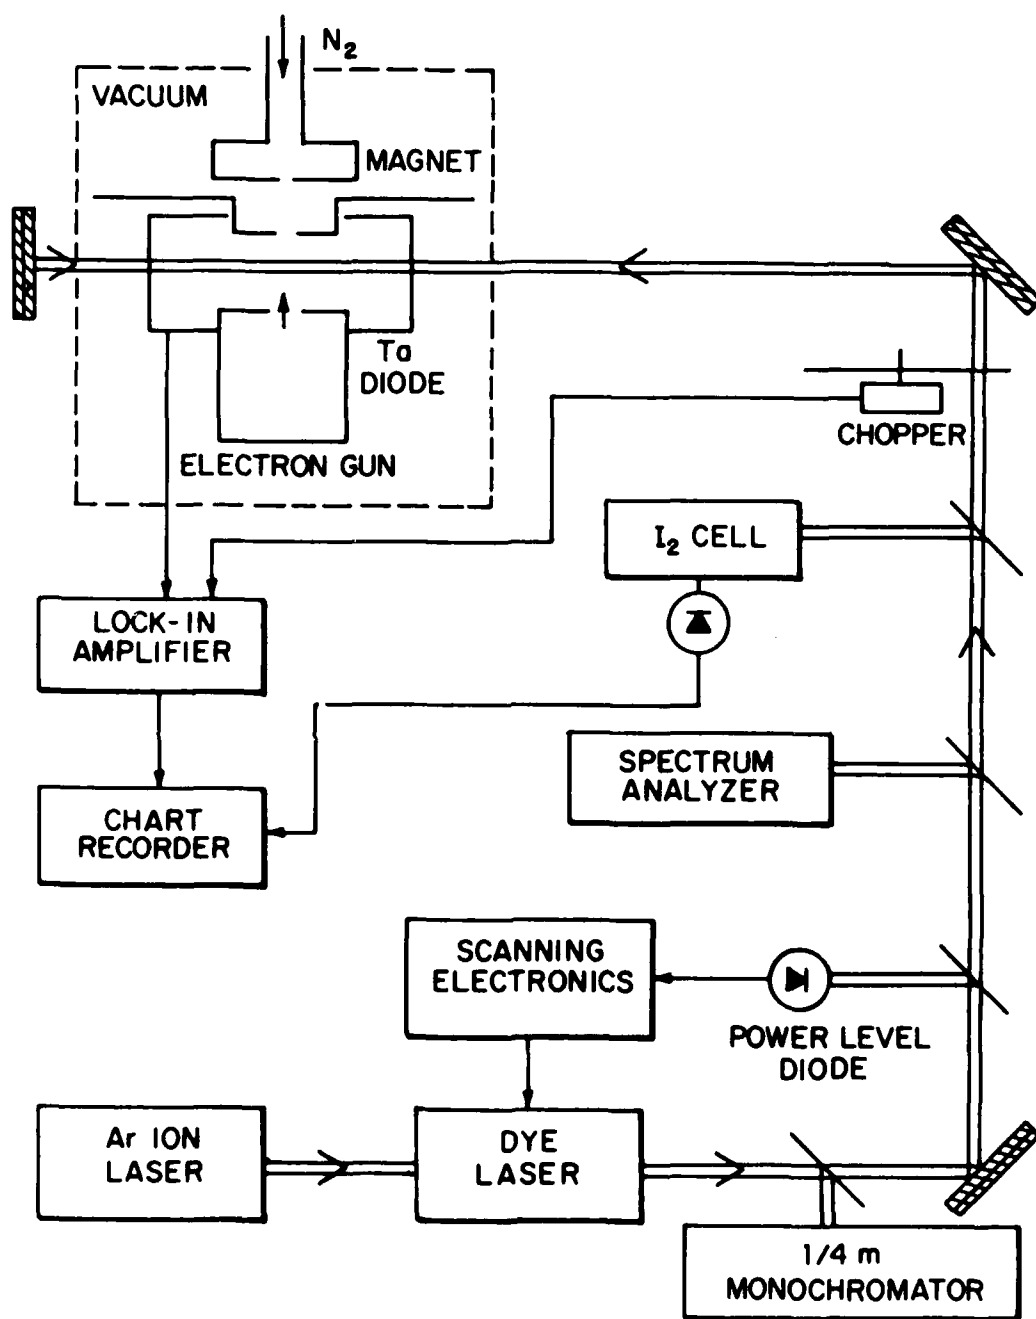 N2
VACUUM
MAGNET
Ta
DIODE
ELECTRON GUN
CHOPPER
I2 CELL
LOCK-IN
AMPLIFIER
SPECTRUM
ANALYZER
CHART
RECORDER
SCANNING
ELECTRONICS
POWER LEVEL
DIODE
Ar ION
LASER
DYE
LASER
1/4 m
MONOCHROMATOR